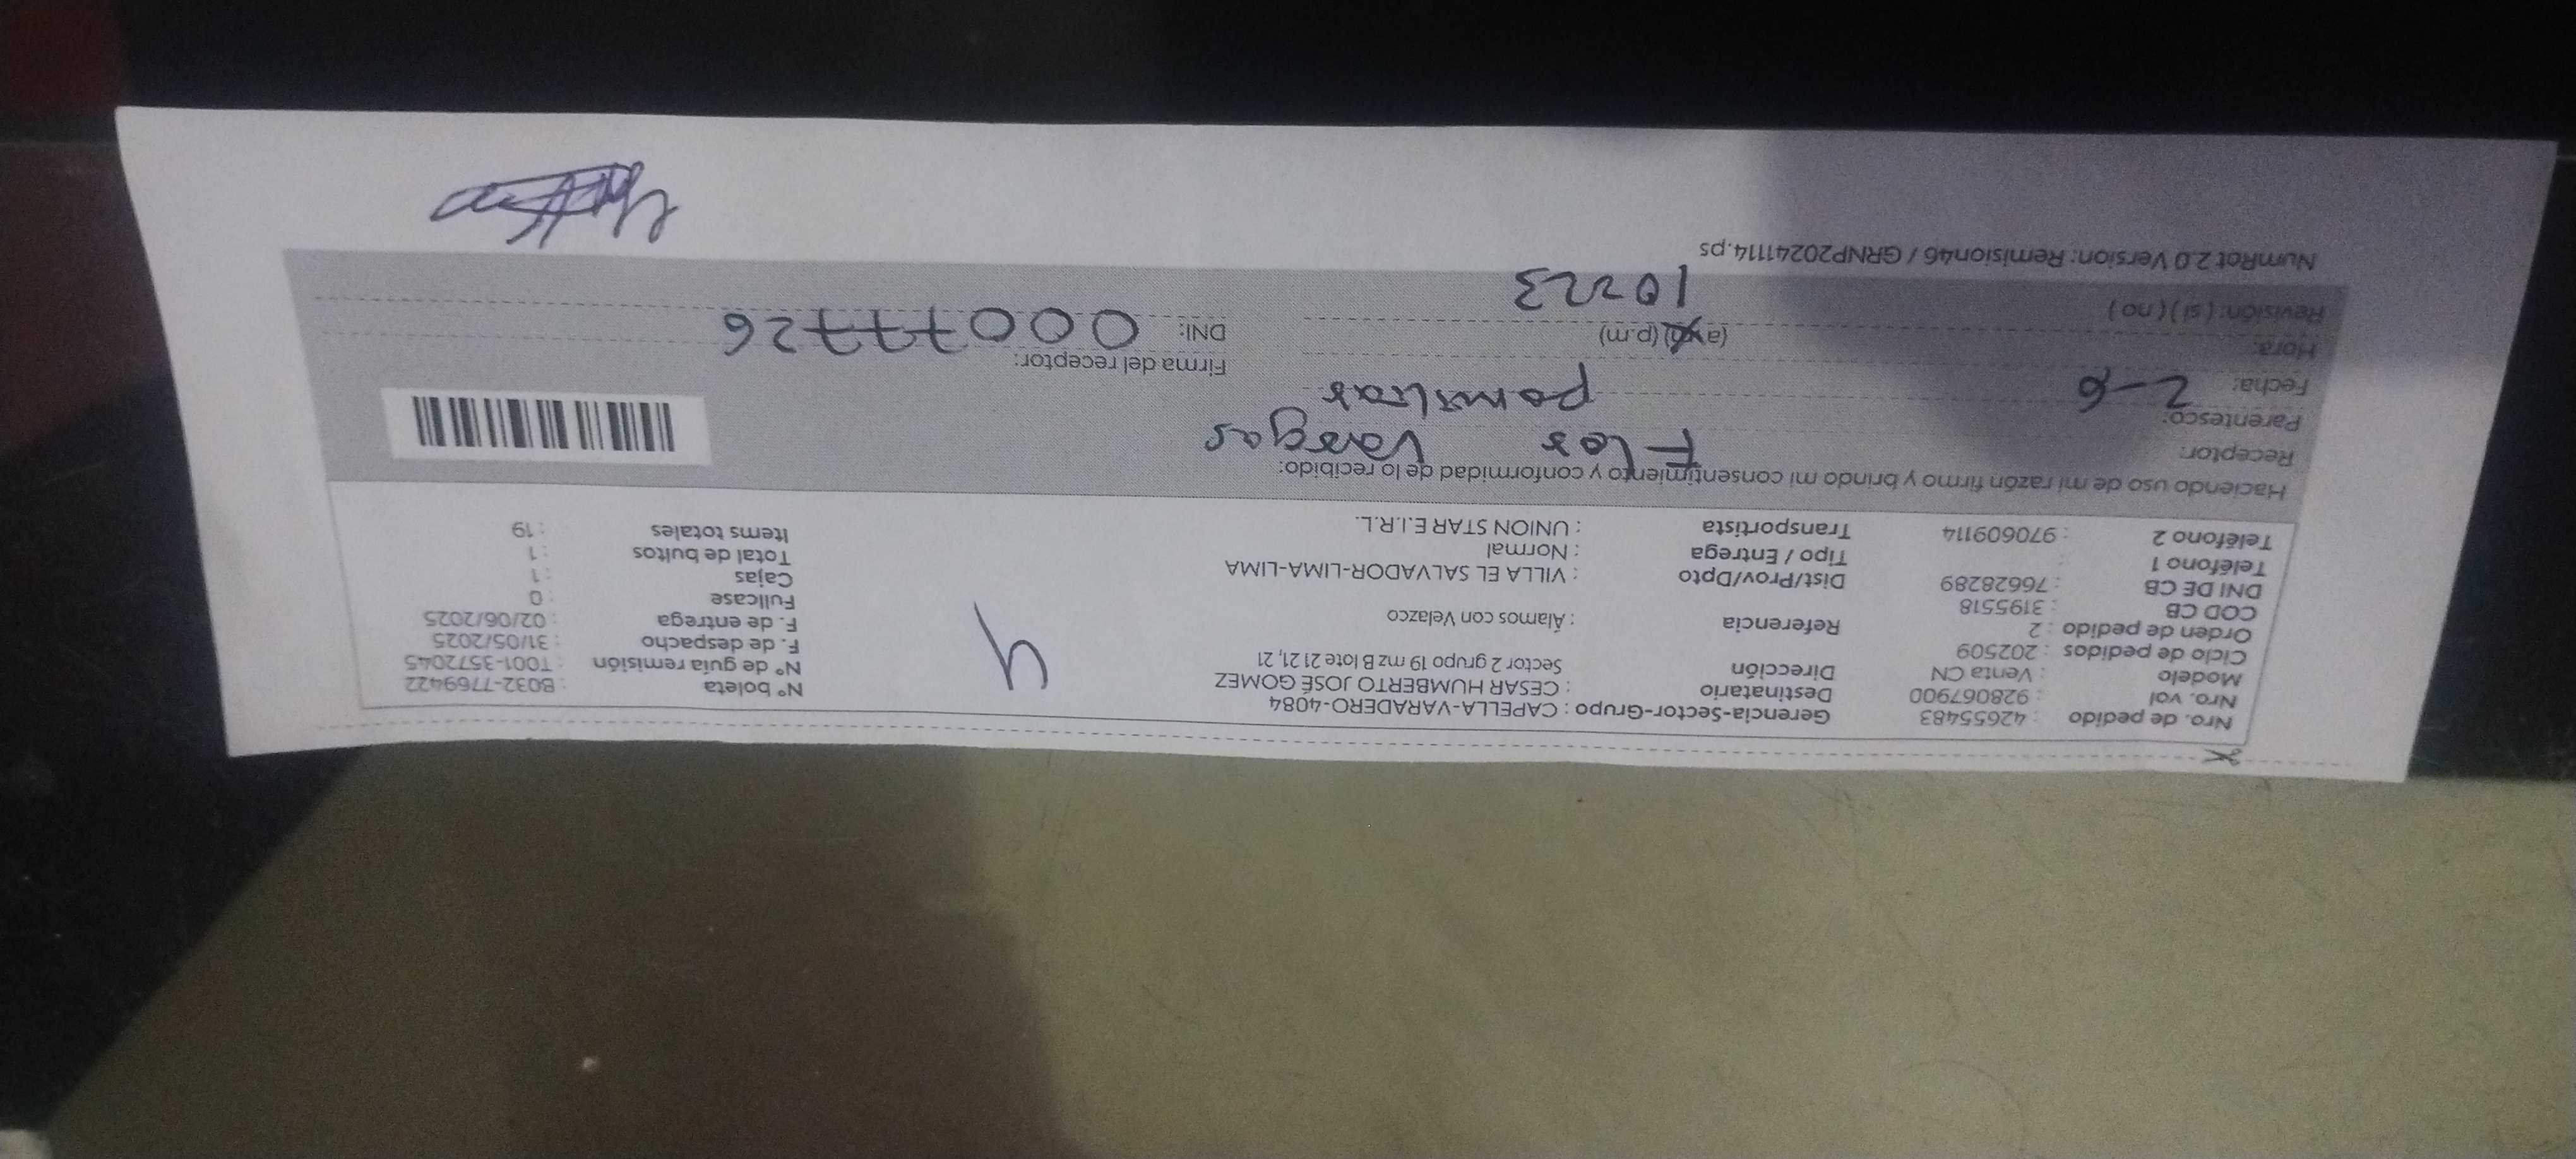 Nro. de pedido : 42655483 Gerencia-Sector-Grupo : CAPELLA-VARADERO-4084 N° boleta : B032-7769422
Nro. vol : 928067900 Destinatario : CESAR HUMBERTO JOSÉ GOMEZ N° de guía remisión : T001-3572045
Modelo : Venta CN Dirección Sector 2 grupo 19 mz B lote 21 21, 21 F. de despacho : 31/05/2025
Ciclo de pedidos : 202509 F. de entrega : 02/06/2025
Orden de pedido : 2 Referencia : Álamos con Velazco Fullcase : 0
COD CB : 3195518 Cajas : 1
DNI DE CB : 76628289 Dist/Prov/Dpto : VILLA EL SALVADOR-LIMA-LIMA Total de bultos : 1
Teléfono 1 : Tipo / Entrega : Normal Items totales : 19
Teléfono 2 : 970609114 Transportista : UNION STAR E.I.R.L.
4
Haciendo uso de mi razón firmo y brindo mi consentimiento y conformidad de lo recibido:
Receptor: Flor Vargas
Parentesco: pomiliar
Fecha: 2-6 Firma del receptor:
Hora: 10 223 (a.m) (p.m) DNI: 00077726
Revisión: ( si ) ( no )
NumRot 2.0 Version: Remision46 / GRNP20241114.ps